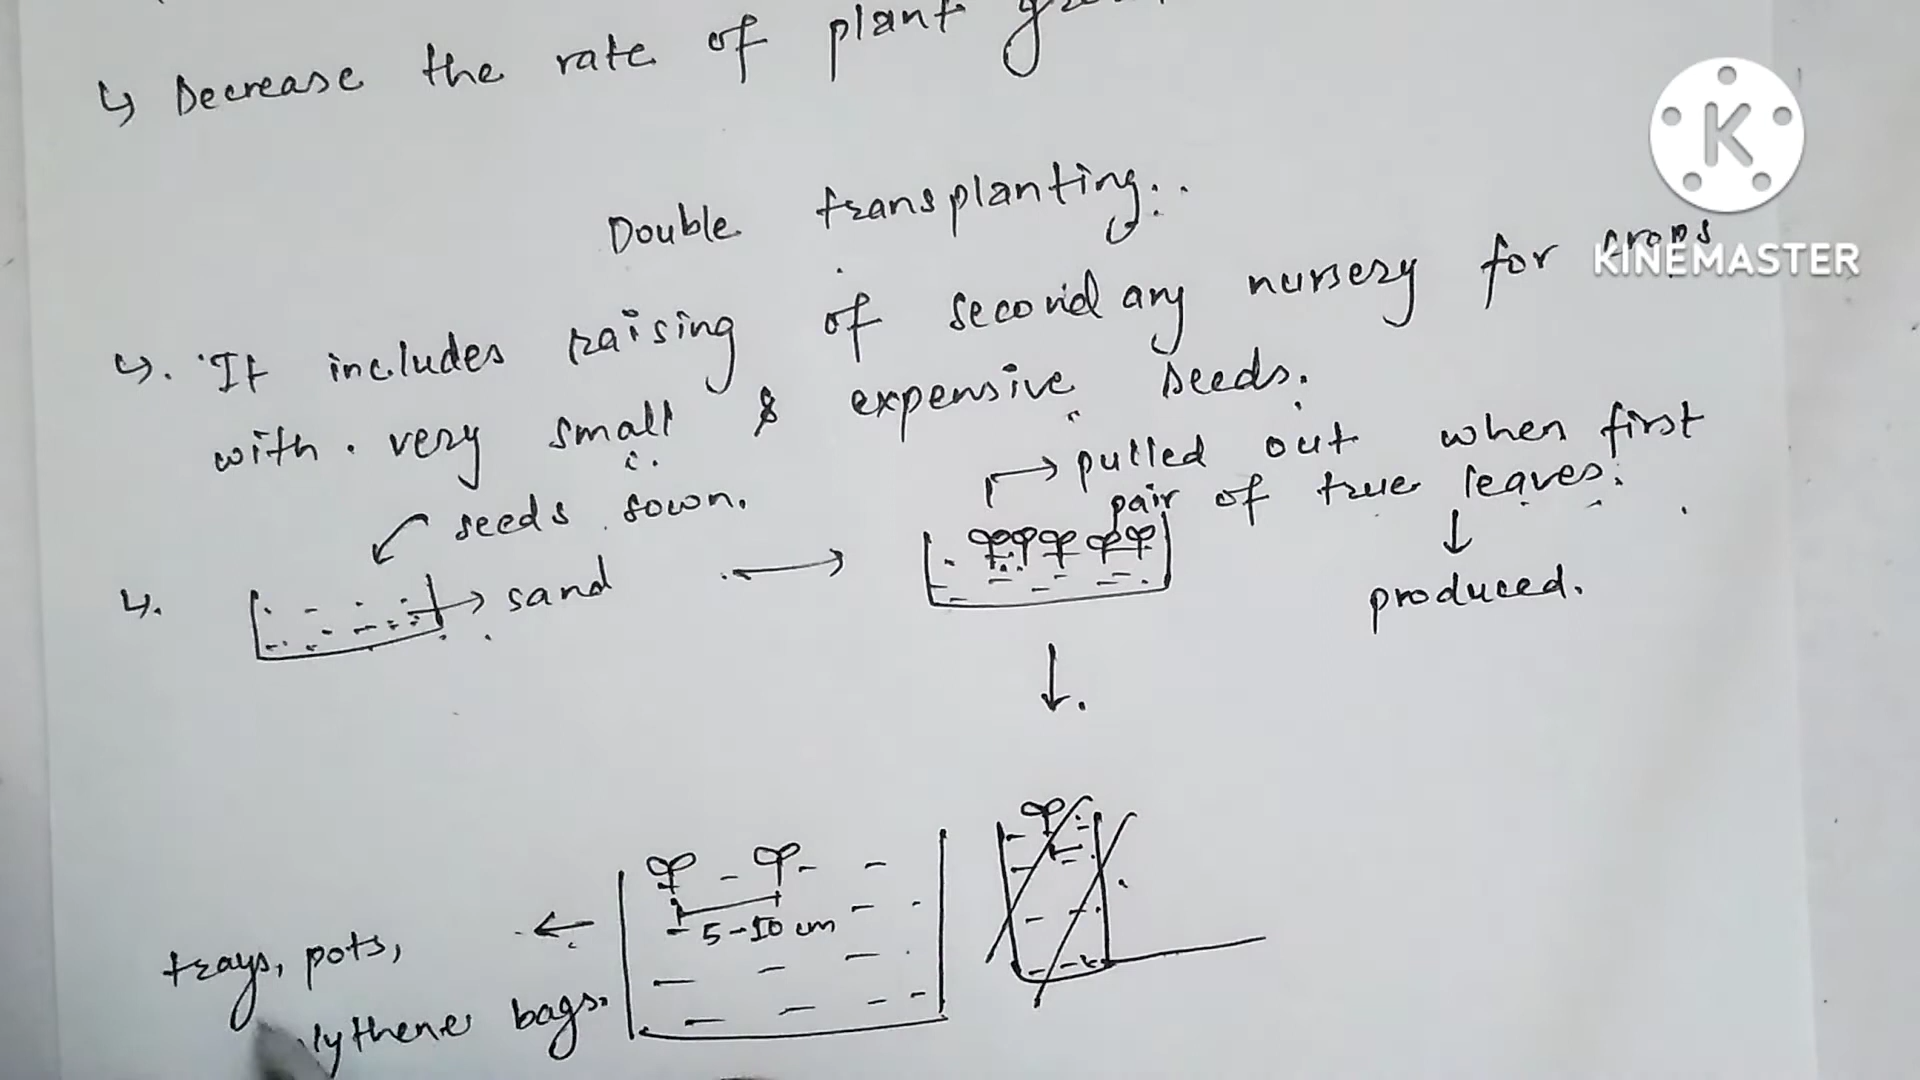 ↳ Decrease the rate of plant
Double transplanting..
↳. It includes raising of secondary nursery for crops
with very small & expensive seeds.
→ pulled out when first
pair of true leaves.
↓
produced.
seeds sown.
↳.
→ sand
5-10 cm
trays, pots,
lythene bags.
K
KINEMASTER